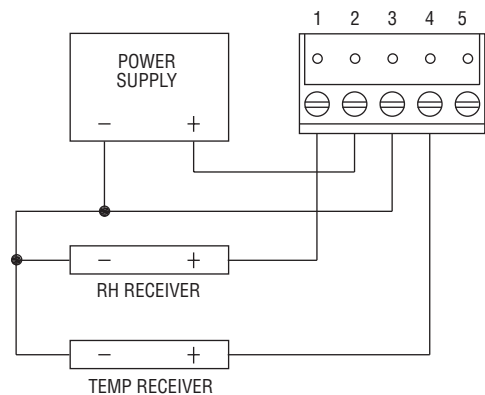 1 2 3 4 5
POWER
SUPPLY
− +
− +
RH RECEIVER
− +
TEMP RECEIVER